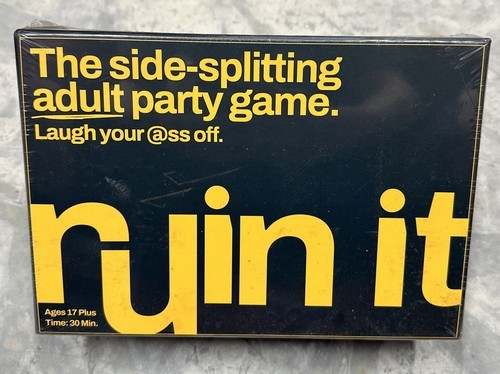 The side-splitting
adult party game.
Laugh your @ss off.
ruin it
Ages 17 Plus
Time: 30 Min.